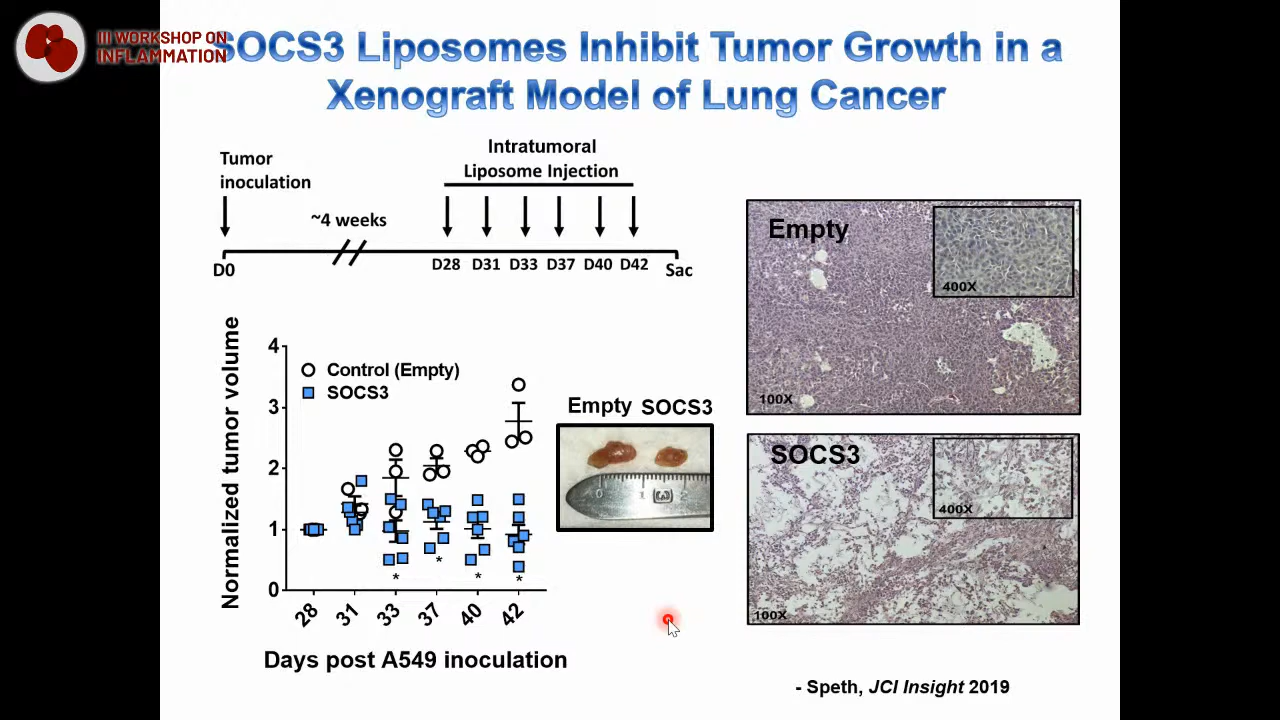 III WORKSHOP ON
INFLAMMATION
SOCS3 Liposomes Inhibit Tumor Growth in a
Xenograft Model of Lung Cancer
Tumor
inoculation
~4 weeks
Intratumoral
Liposome Injection
D0
D28 D31 D33 D37 D40 D42 Sac
Normalized tumor volume
4
3
2
1
0
Control (Empty)
SOCS3
* * * *
28 31 33 37 40 42
Days post A549 inoculation
Empty SOCS3
0 2
Empty
400X
100X
SOCS3
400X
100X
- Speth, JCI Insight 2019